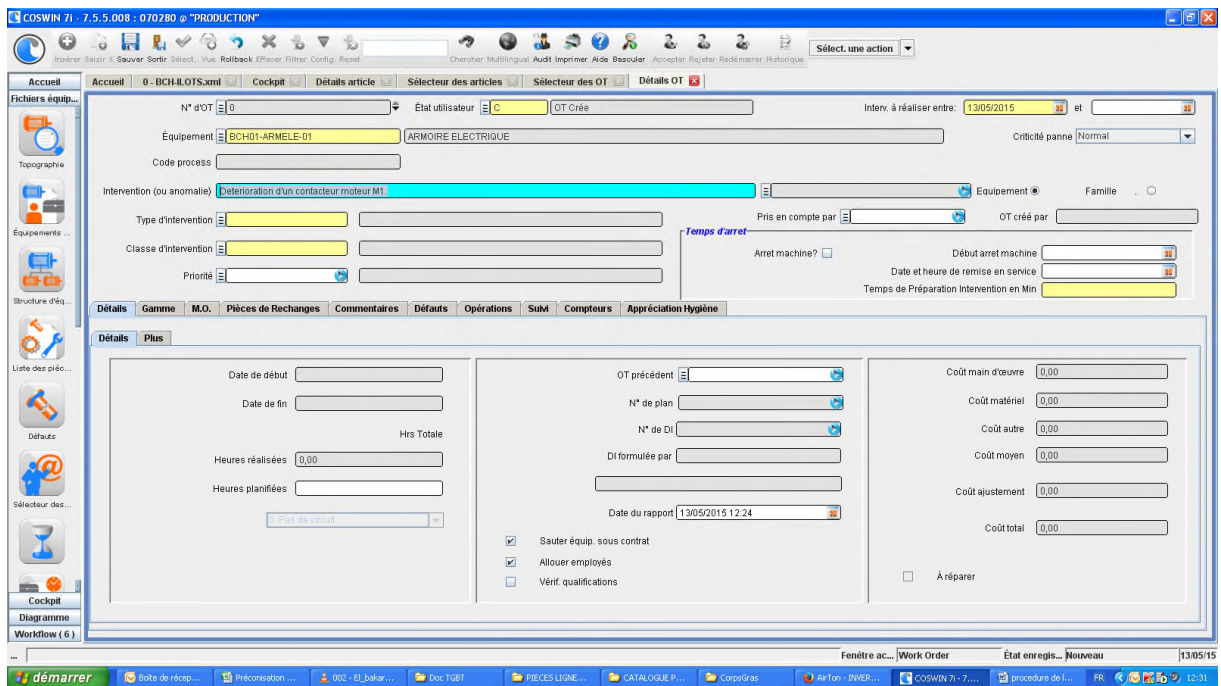 COSWIN 7i - 7.5.5.008 : 070280 @ "PRODUCTION"
Insérer Saisir I Sauver Sortir Sélect. Vue Rollback Effacer Filtrer Config. Reset Chercher Multilingual Audit Imprimer Aide Basculer Accepter Rejeter Redémarrer Historique Sélect. une action
Accueil Accueil 0 - BCH-ILOTS.xml Cockpit Détails article Sélecteur des articles Sélecteur des OT Détails OT
Fichiers équip...
N° d'OT 0 État utilisateur C OT Crée Interv. à réaliser entre: 13/05/2015 et
Équipement BCH01-ARMELE-01 ARMOIRE ELECTRIQUE Criticité panne Normal
Topographie
Code process
Intervention (ou anomalie) Deterioration d'un contacteur moteur M1. Equipement Famille .
Équipements ...
Type d'intervention Pris en compte par OT créé par
Temps d'arret
Classe d'intervention Arret machine? Début arret machine
Date et heure de remise en service
Priorité Temps de Préparation Intervention en Min
Structure d'éq...
Détails Gamme M.O. Pièces de Rechanges Commentaires Défauts Opérations Suivi Compteurs Appréciation Hygiène
Détails Plus
Liste des pièc...
Date de début OT précédent Coût main d'œuvre 0,00
Date de fin N° de plan Coût matériel 0,00
Hrs Totale N° de DI Coût autre 0,00
Défauts
Heures réalisées 0,00 DI formulée par Coût moyen 0,00
Heures planifiées Coût ajustement 0,00
Sélecteur des...
0. Pas de circuit Date du rapport 13/05/2015 12:24 Coût total 0,00
Sauter équip. sous contrat
Allouer employés
Vérif. qualifications À réparer
Cockpit
Diagramme
Workflow ( 6 )
... Fenêtre ac... Work Order État enregis... Nouveau 13/05/15
démarrer Boîte de récep... Préconisation ... 002 - El_bakar... Doc TGBT PIECES LIGNE... CATALOGUE P... CorpsGras AirTon - INVER... COSWIN 7i - 7.... procedure de l... FR 12:31